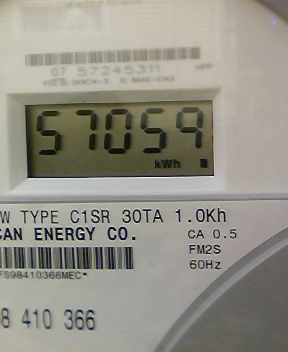 07 57245311
57059
kWh
W TYPE C1SR 30TA 1.0Kh
CAN ENERGY CO. CA 0.5
FM2S
60Hz
FS98410366MEC*
8 410 366